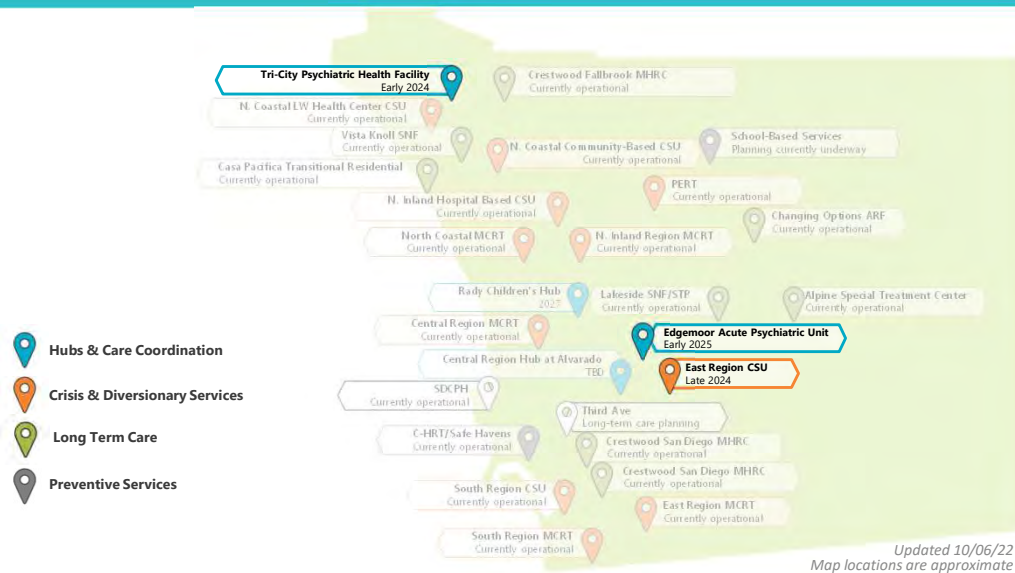 Tri-City Psychiatric Health Facility
Early 2024
Crestwood Fallbrook MHRC
Currently operational
N. Coastal LW Health Center CSU
Currently operational
Vista Knoll SNF
Currently operational
N. Coastal Community-Based CSU
Currently operational
School-Based Services
Planning currently underway
Casa Pacifica Transitional Residential
Currently operational
PERT
Currently operational
N. Inland Hospital Based CSU
Currently operational
Changing Options ARF
Currently operational
North Coastal MCRT
Currently operational
N. Inland Region MCRT
Currently operational
Rady Children's Hub
2027
Lakeside SNF/STP
Currently operational
Alpine Special Treatment Center
Currently operational
Central Region MCRT
Currently operational
Edgemoor Acute Psychiatric Unit
Early 2025
Central Region Hub at Alvarado
TBD
East Region CSU
Late 2024
SDCPH
Currently operational
Third Ave
Long-term care planning
C-HRT/Safe Havens
Currently operational
Crestwood San Diego MHRC
Currently operational
Crestwood San Diego MHRC
Currently operational
South Region CSU
Currently operational
East Region MCRT
Currently operational
South Region MCRT
Currently operational
Hubs & Care Coordination
Crisis & Diversionary Services
Long Term Care
Preventive Services
Updated 10/06/22
Map locations are approximate